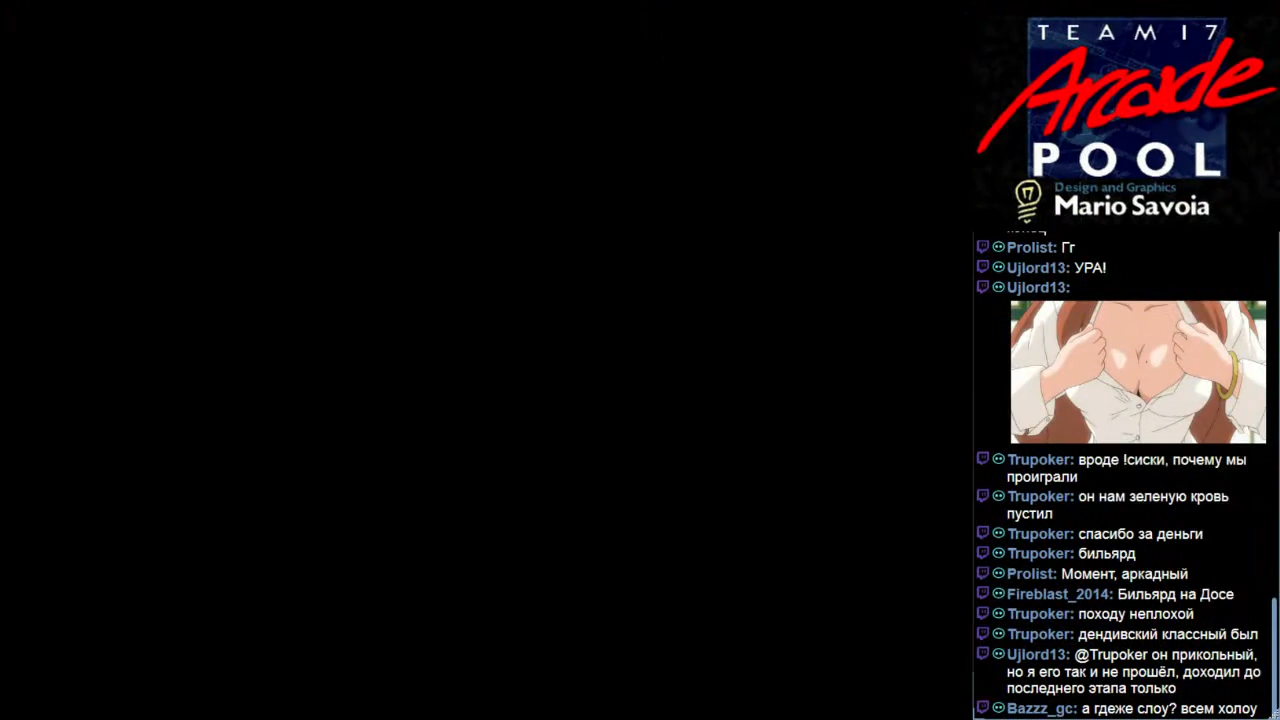 TEAM17
Arcade
POOL
Design and Graphics
Mario Savoia
Prolist: Гг
Ujlord13: УРА!
Ujlord13:
Trupoker: вроде !сиски, почему мы
проиграли
Trupoker: он нам зеленую кровь
пустил
Trupoker: спасибо за деньги
Trupoker: бильярд
Prolist: Момент, аркадный
Fireblast_2014: Бильярд на Досе
Trupoker: походу неплохой
Trupoker: дендивский классный был
Ujlord13: @Trupoker он прикольный,
но я его так и не прошёл, доходил до
последнего этапа только
Bazzz_gc: а гдеже слоу? всем холоу